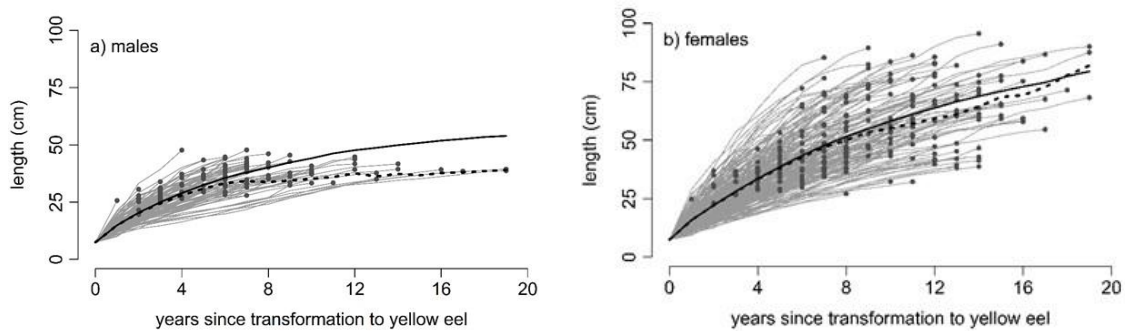 a) males
length (cm)
100
75
50
25
0
0 4 8 12 16 20
years since transformation to yellow eel
b) females
length (cm)
100
75
50
25
0
0 4 8 12 16 20
years since transformation to yellow eel